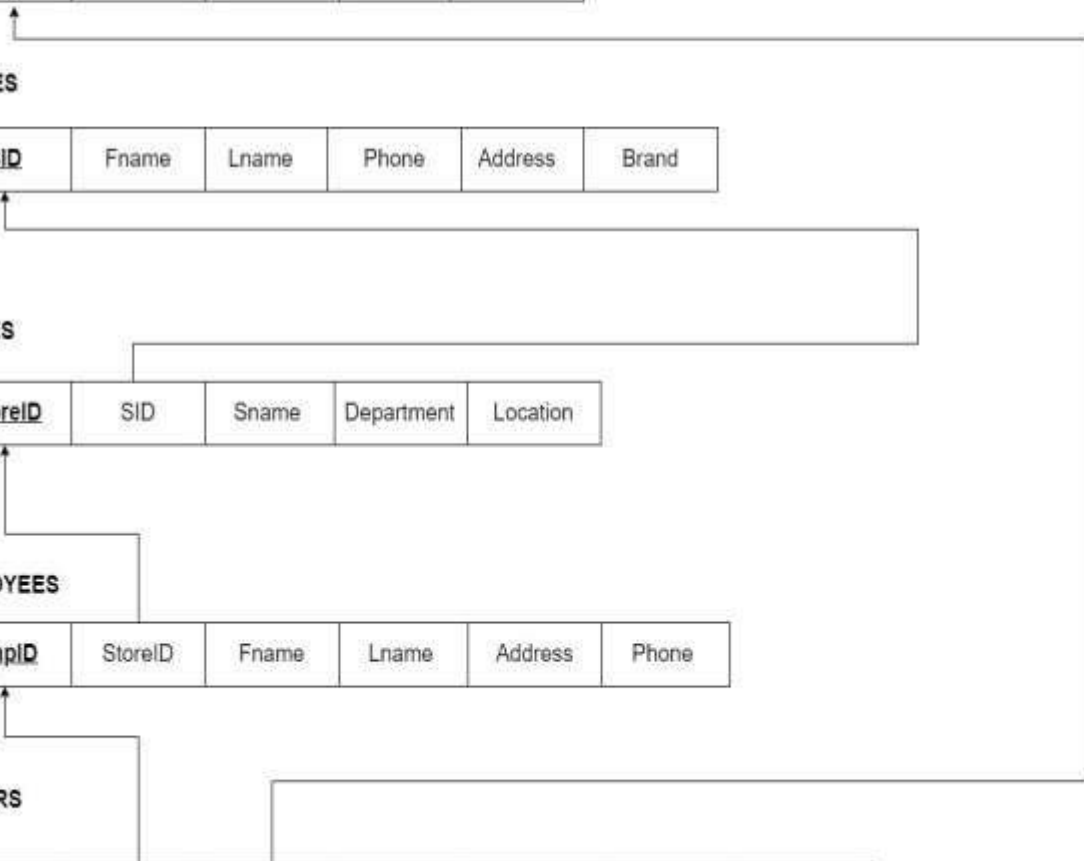 ES
ID Fname Lname Phone Address Brand
S
reID SID Sname Department Location
YEES
pID StoreID Fname Lname Address Phone
RS